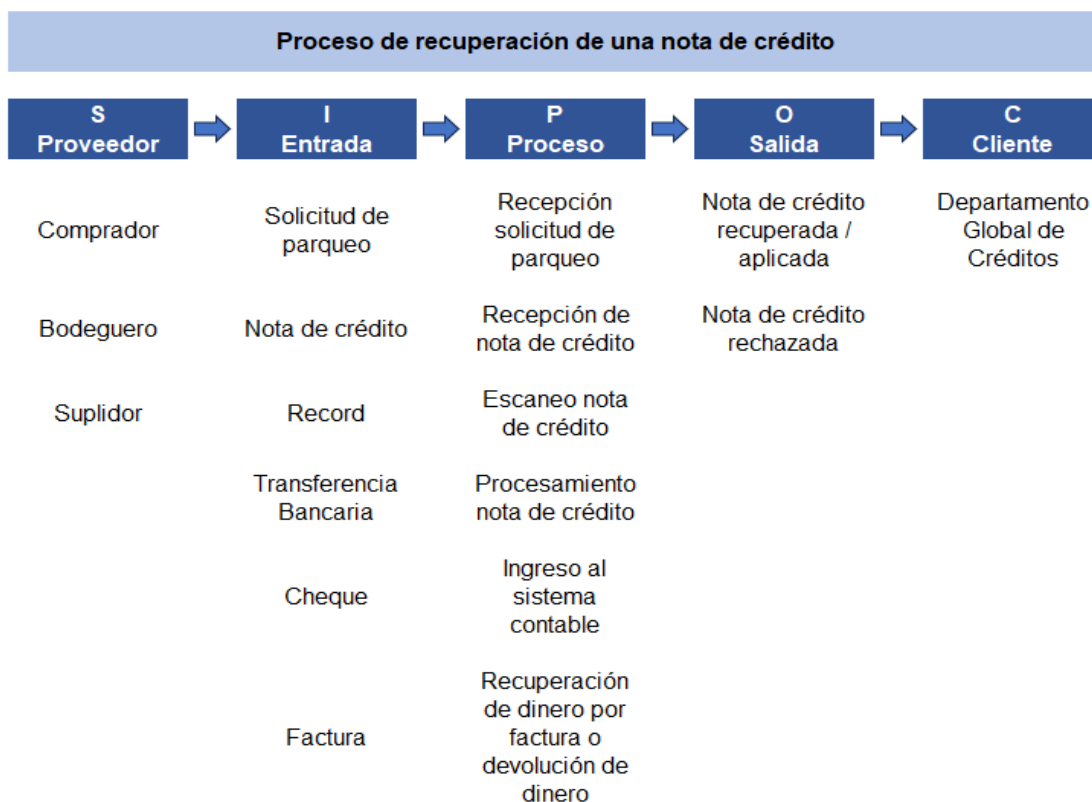 Proceso de recuperación de una nota de crédito
S
Proveedor
I
Entrada
P
Proceso
O
Salida
C
Cliente
Comprador
Solicitud de
parqueo
Recepción
solicitud de
parqueo
Nota de crédito
recuperada /
aplicada
Departamento
Global de
Créditos
Bodeguero
Nota de crédito
Recepción de
nota de crédito
Nota de crédito
rechazada
Suplidor
Record
Escaneo nota
de crédito
Transferencia
Bancaria
Procesamiento
nota de crédito
Cheque
Ingreso al
sistema
contable
Factura
Recuperación
de dinero por
factura o
devolución de
dinero